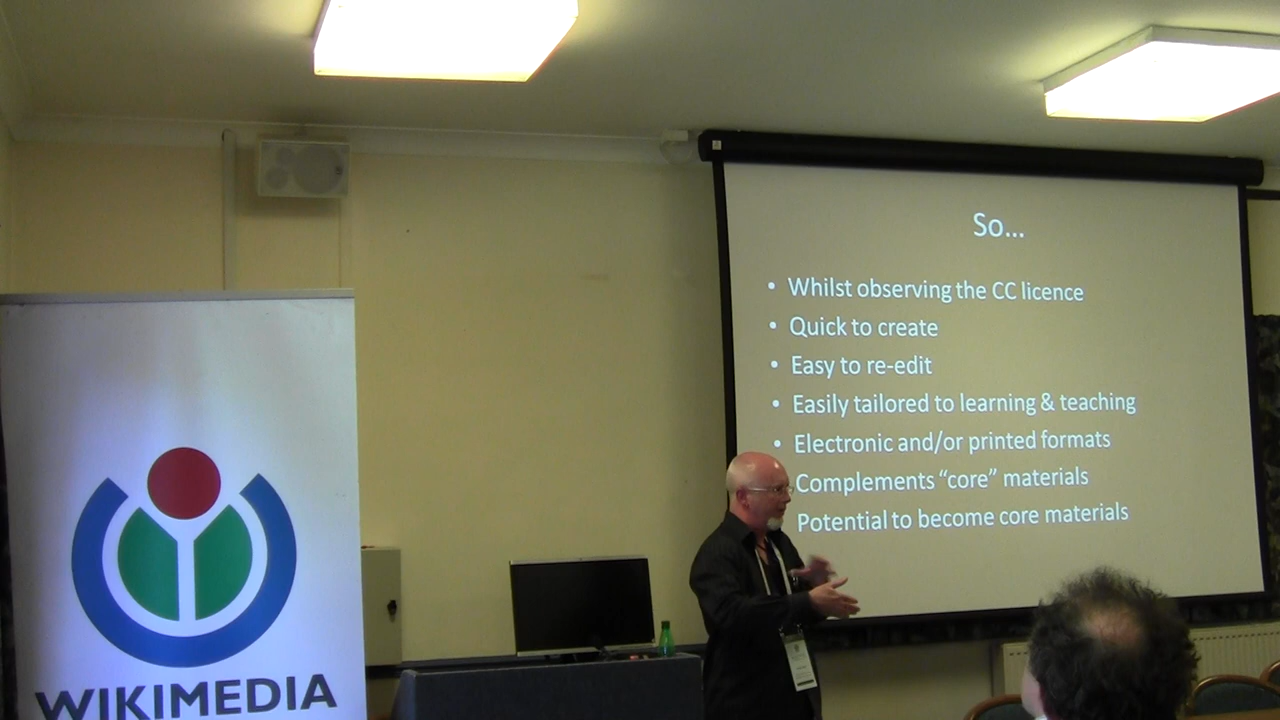 So...
• Whilst observing the CC licence
• Quick to create
• Easy to re-edit
• Easily tailored to learning & teaching
• Electronic and/or printed formats
Complements “core” materials
Potential to become core materials
WIKIMEDIA